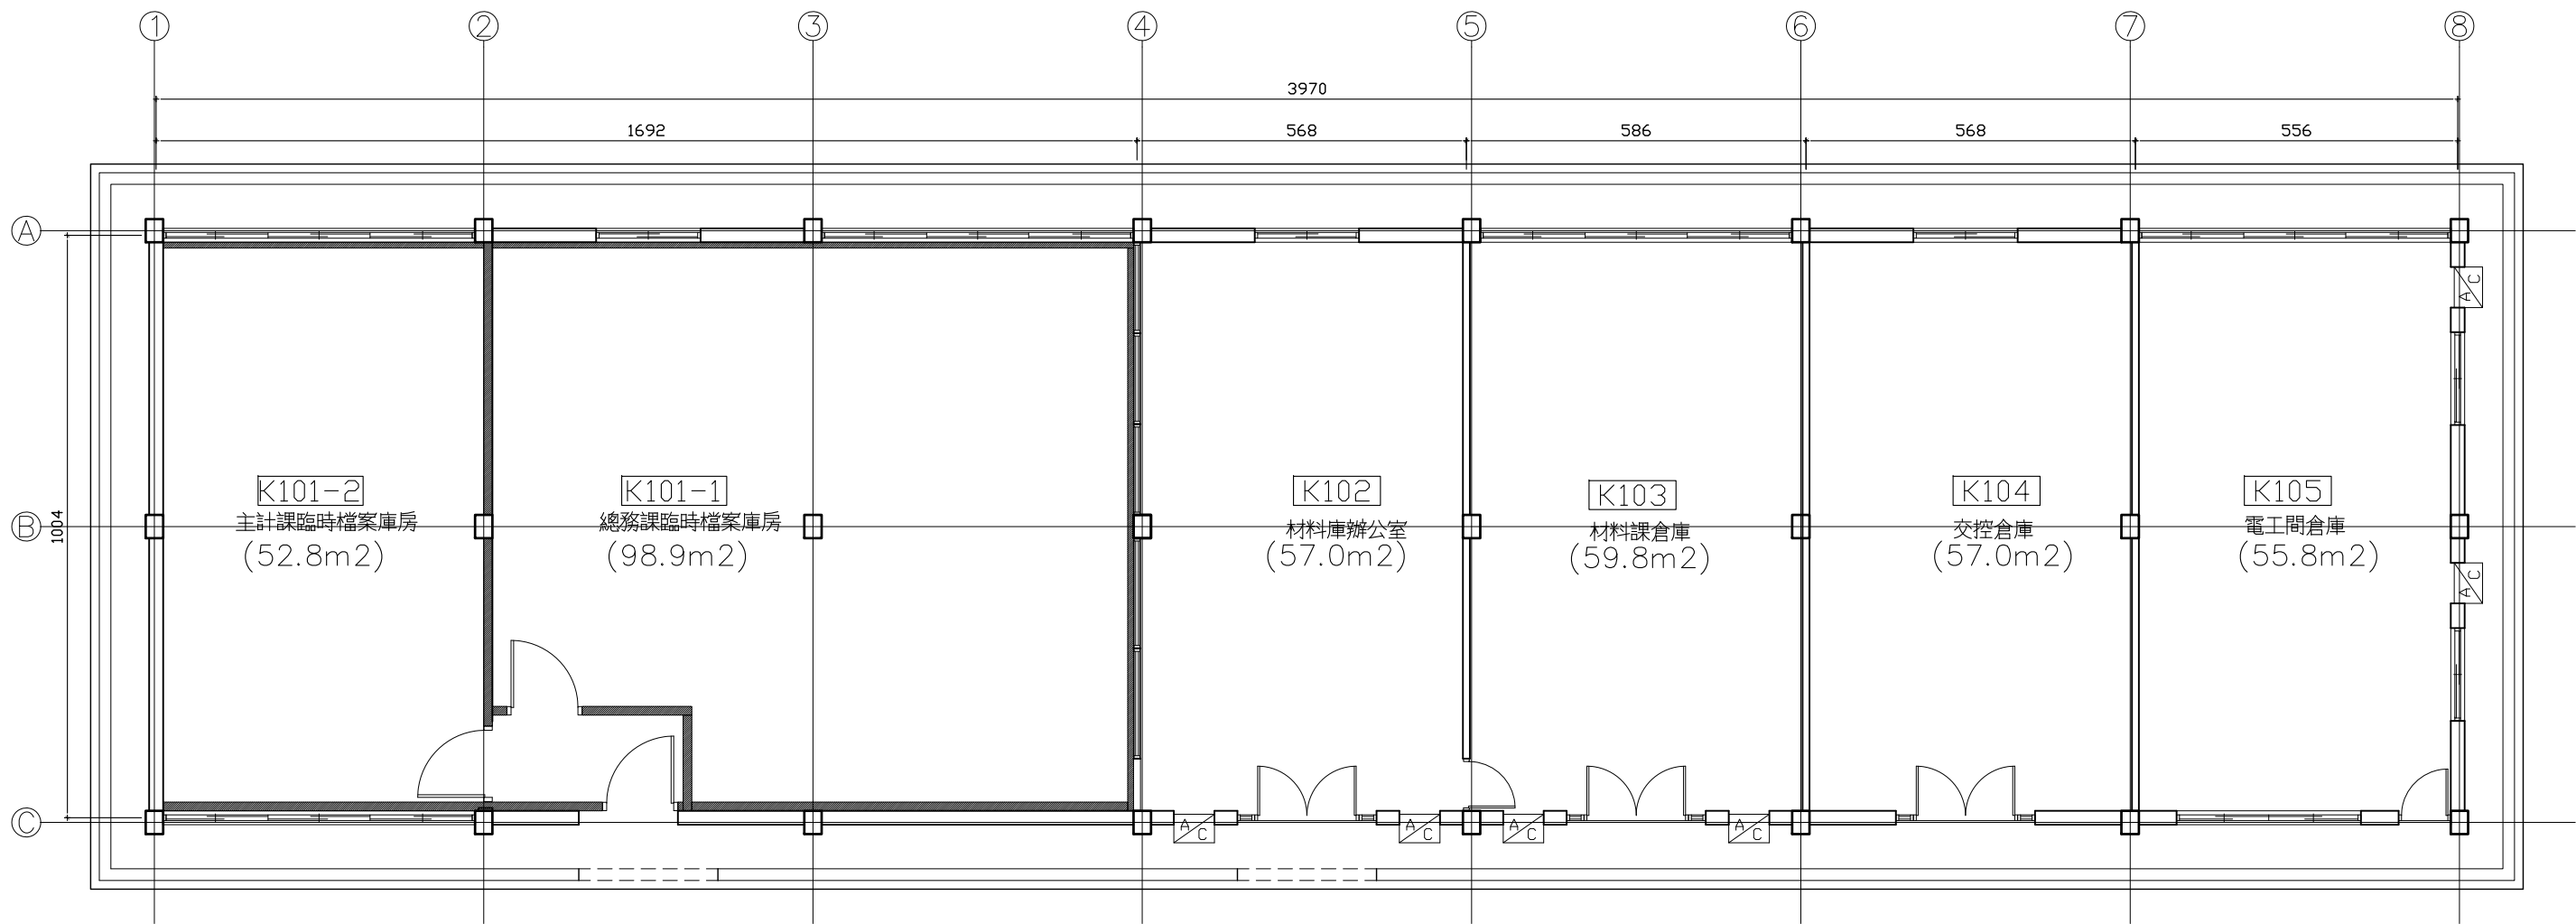 1 2 3 4 5 6 7 8
3970
1692 568 586 568 556
A
B
C
1004
K101-2
主計課臨時檔案庫房
(52.8m2)
K101-1
總務課臨時檔案庫房
(98.9m2)
K102
材料庫辦公室
(57.0m2)
K103
材料課倉庫
(59.8m2)
K104
交控倉庫
(57.0m2)
K105
電工間倉庫
(55.8m2)
A/C
A/C
A/C
A/C
A/C
A/C